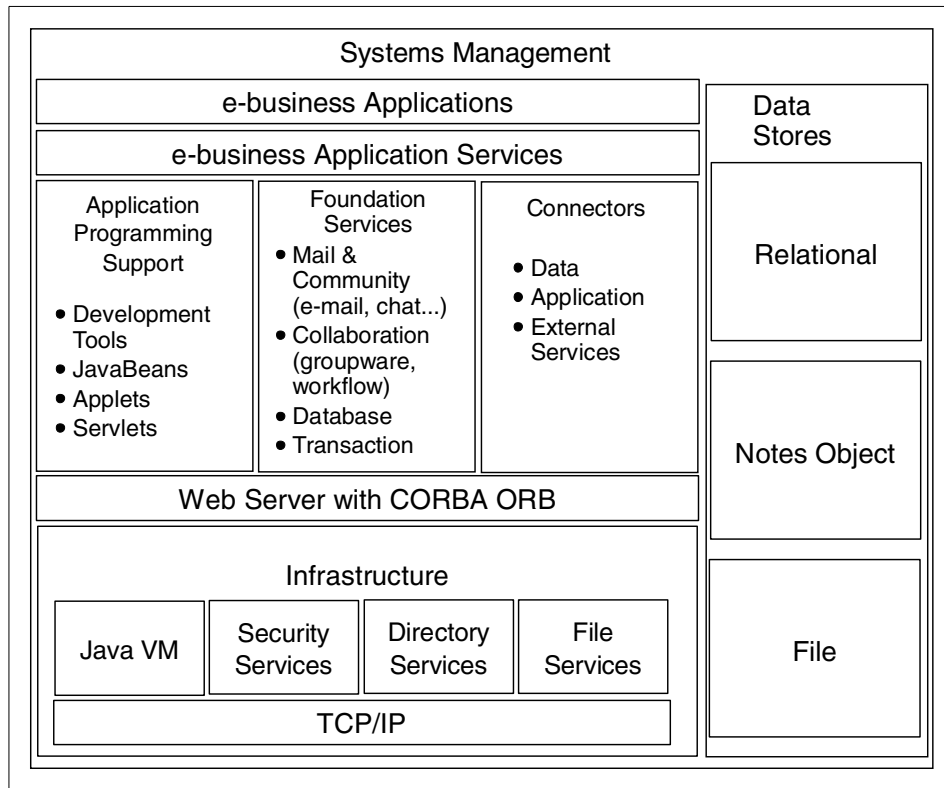 Systems Management
e-business Applications
e-business Application Services
Application
Programming
Support
• Development
Tools
• JavaBeans
• Applets
• Servlets
Foundation
Services
• Mail &
Community
(e-mail, chat...)
• Collaboration
(groupware,
workflow)
• Database
• Transaction
Connectors
• Data
• Application
• External
Services
Web Server with CORBA ORB
Infrastructure
Java VM
Security
Services
Directory
Services
File
Services
TCP/IP
Data
Stores
Relational
Notes Object
File